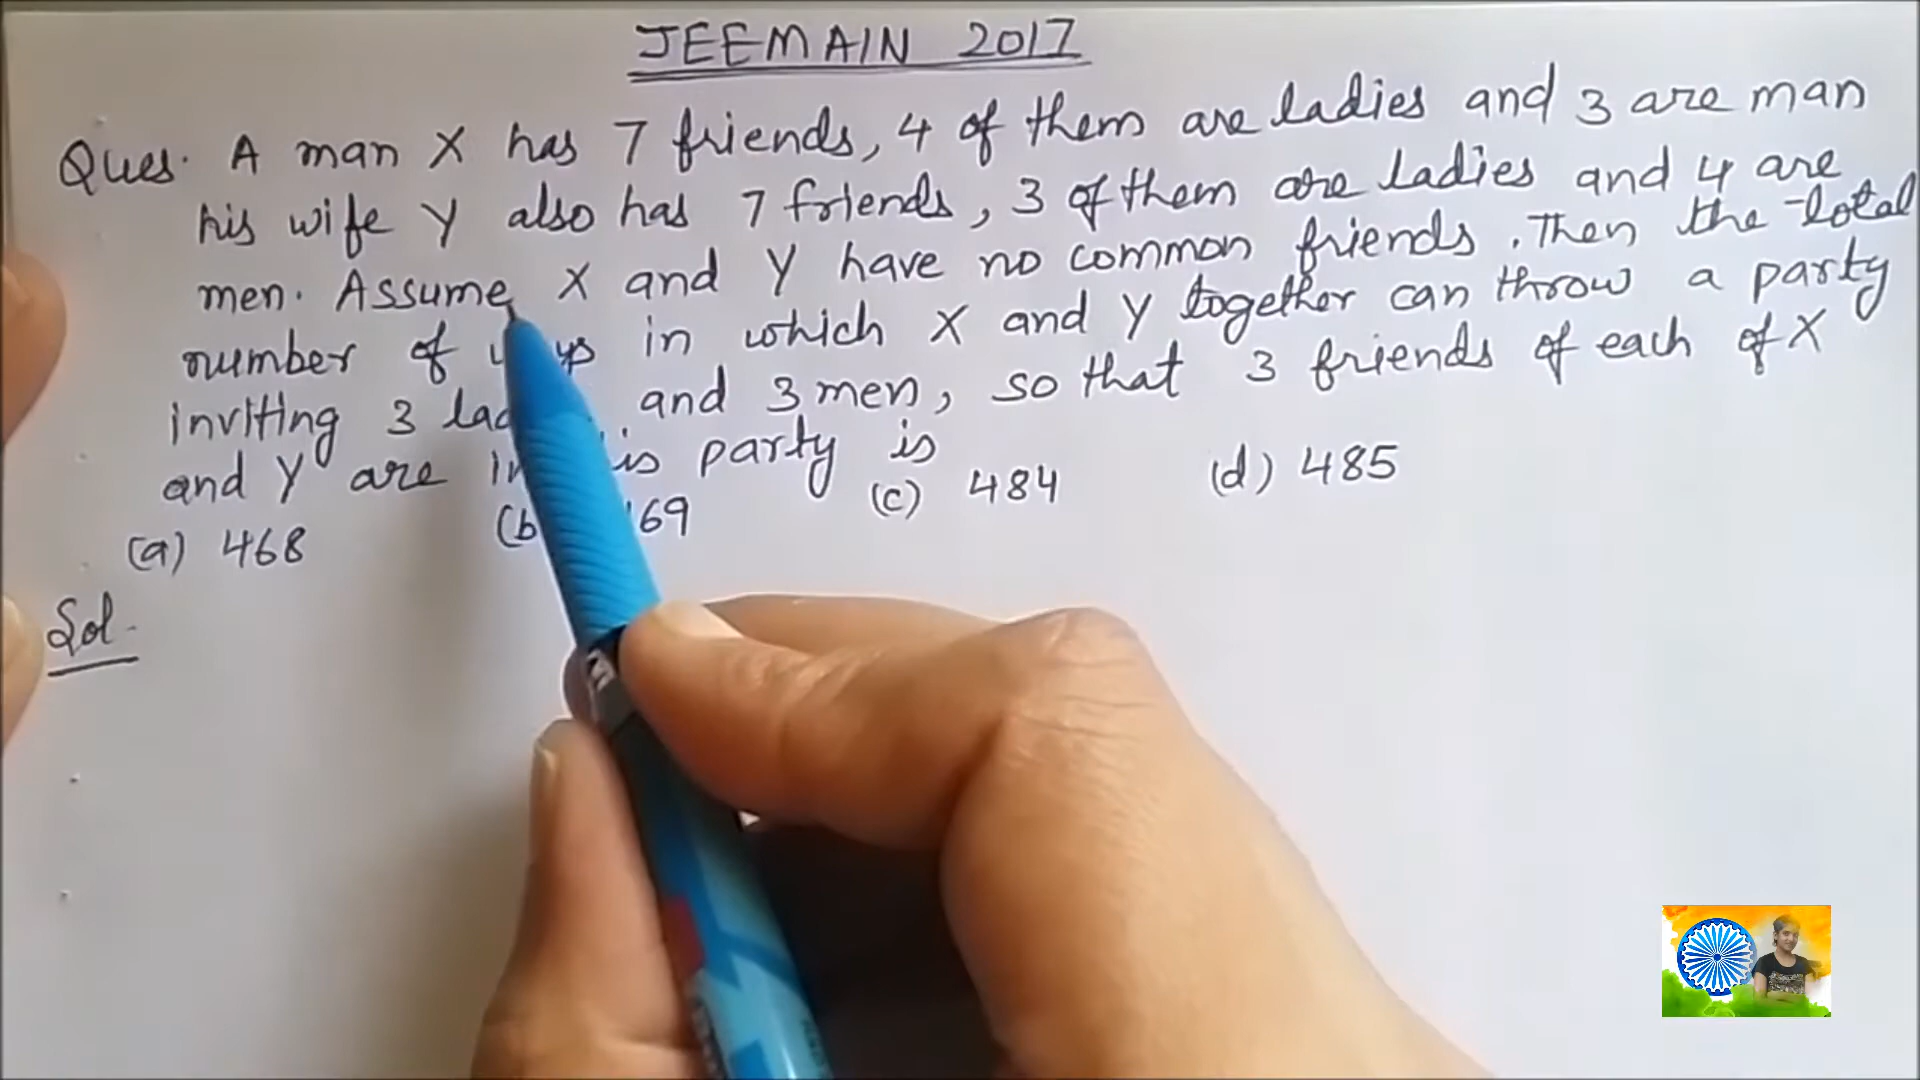 JEEMAIN 2017
Ques. A man X has 7 friends, 4 of them are ladies and 3 are man
his wife Y also has 7 friends, 3 of them are ladies and 4 are
men. Assume X and Y have no common friends. Then the total
number of in which X and Y together can throw a party
inviting 3 and 3 men, so that 3 friends of each of X
and Y are party is
(a) 468 (b 69 (c) 484 (d) 485
Sol.